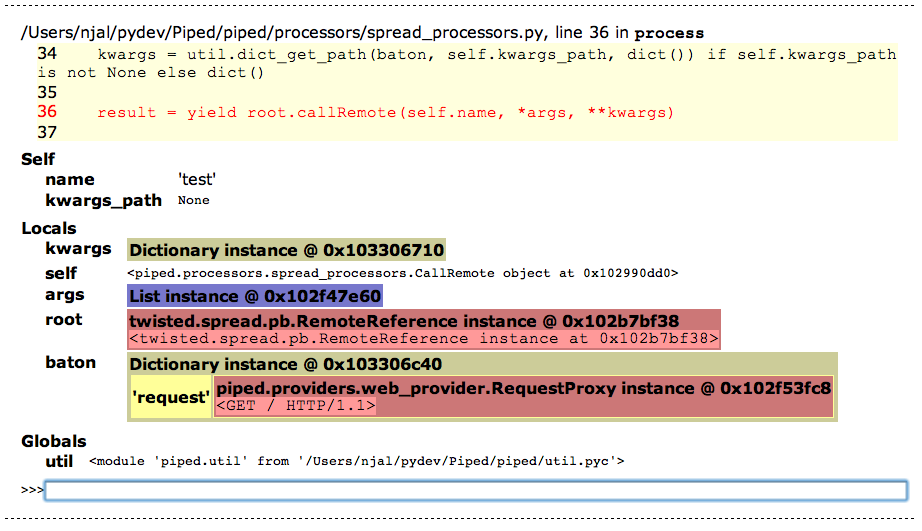 /Users/njal/pydev/Piped/piped/processors/spread_processors.py, line 36 in process
34 kwargs = util.dict_get_path(baton, self.kwargs_path, dict()) if self.kwargs_path
is not None else dict()
35
36 result = yield root.callRemote(self.name, *args, **kwargs)
37
Self
name 'test'
kwargs_path None
Locals
kwargs Dictionary instance @ 0x103306710
self <piped.processors.spread_processors.CallRemote object at 0x102990dd0>
args List instance @ 0x102f47e60
root twisted.spread.pb.RemoteReference instance @ 0x102b7bf38
<twisted.spread.pb.RemoteReference instance at 0x102b7bf38>
baton Dictionary instance @ 0x103306c40
'request' piped.providers.web_provider.RequestProxy instance @ 0x102f53fc8
<GET / HTTP/1.1>
Globals
util <module 'piped.util' from '/Users/njal/pydev/Piped/piped/util.pyc'>
>>>